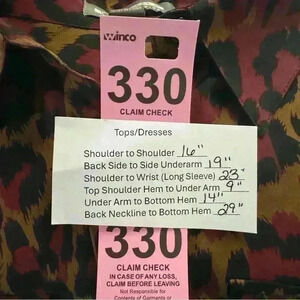 winco
330
CLAIM CHECK
Tops/Dresses
Shoulder to Shoulder 16"
Back Side to Side Underarm 19"
Shoulder to Wrist (Long Sleeve) 23"
Top Shoulder Hem to Under Arm 9"
Under Arm to Bottom Hem 14"
Back Neckline to Bottom Hem 29"
330
CLAIM CHECK
IN CASE OF ANY LOSS,
CLAIM BEFORE LEAVING
Not Responsible for
Contents of Garments or